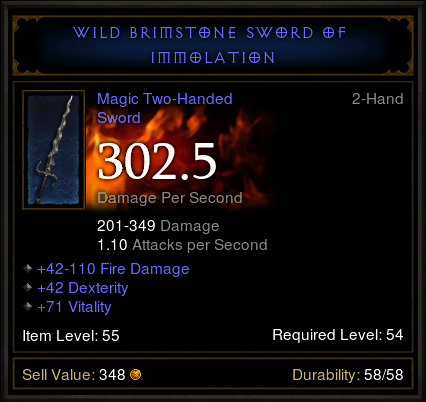 WILD BRIMSTONE SWORD OF
IMMOLATION
Magic Two-Handed 2-Hand
Sword
302.5
Damage Per Second
201-349 Damage
1.10 Attacks per Second
+42-110 Fire Damage
+42 Dexterity
+71 Vitality
Item Level: 55 Required Level: 54
Sell Value: 348 Durability: 58/58